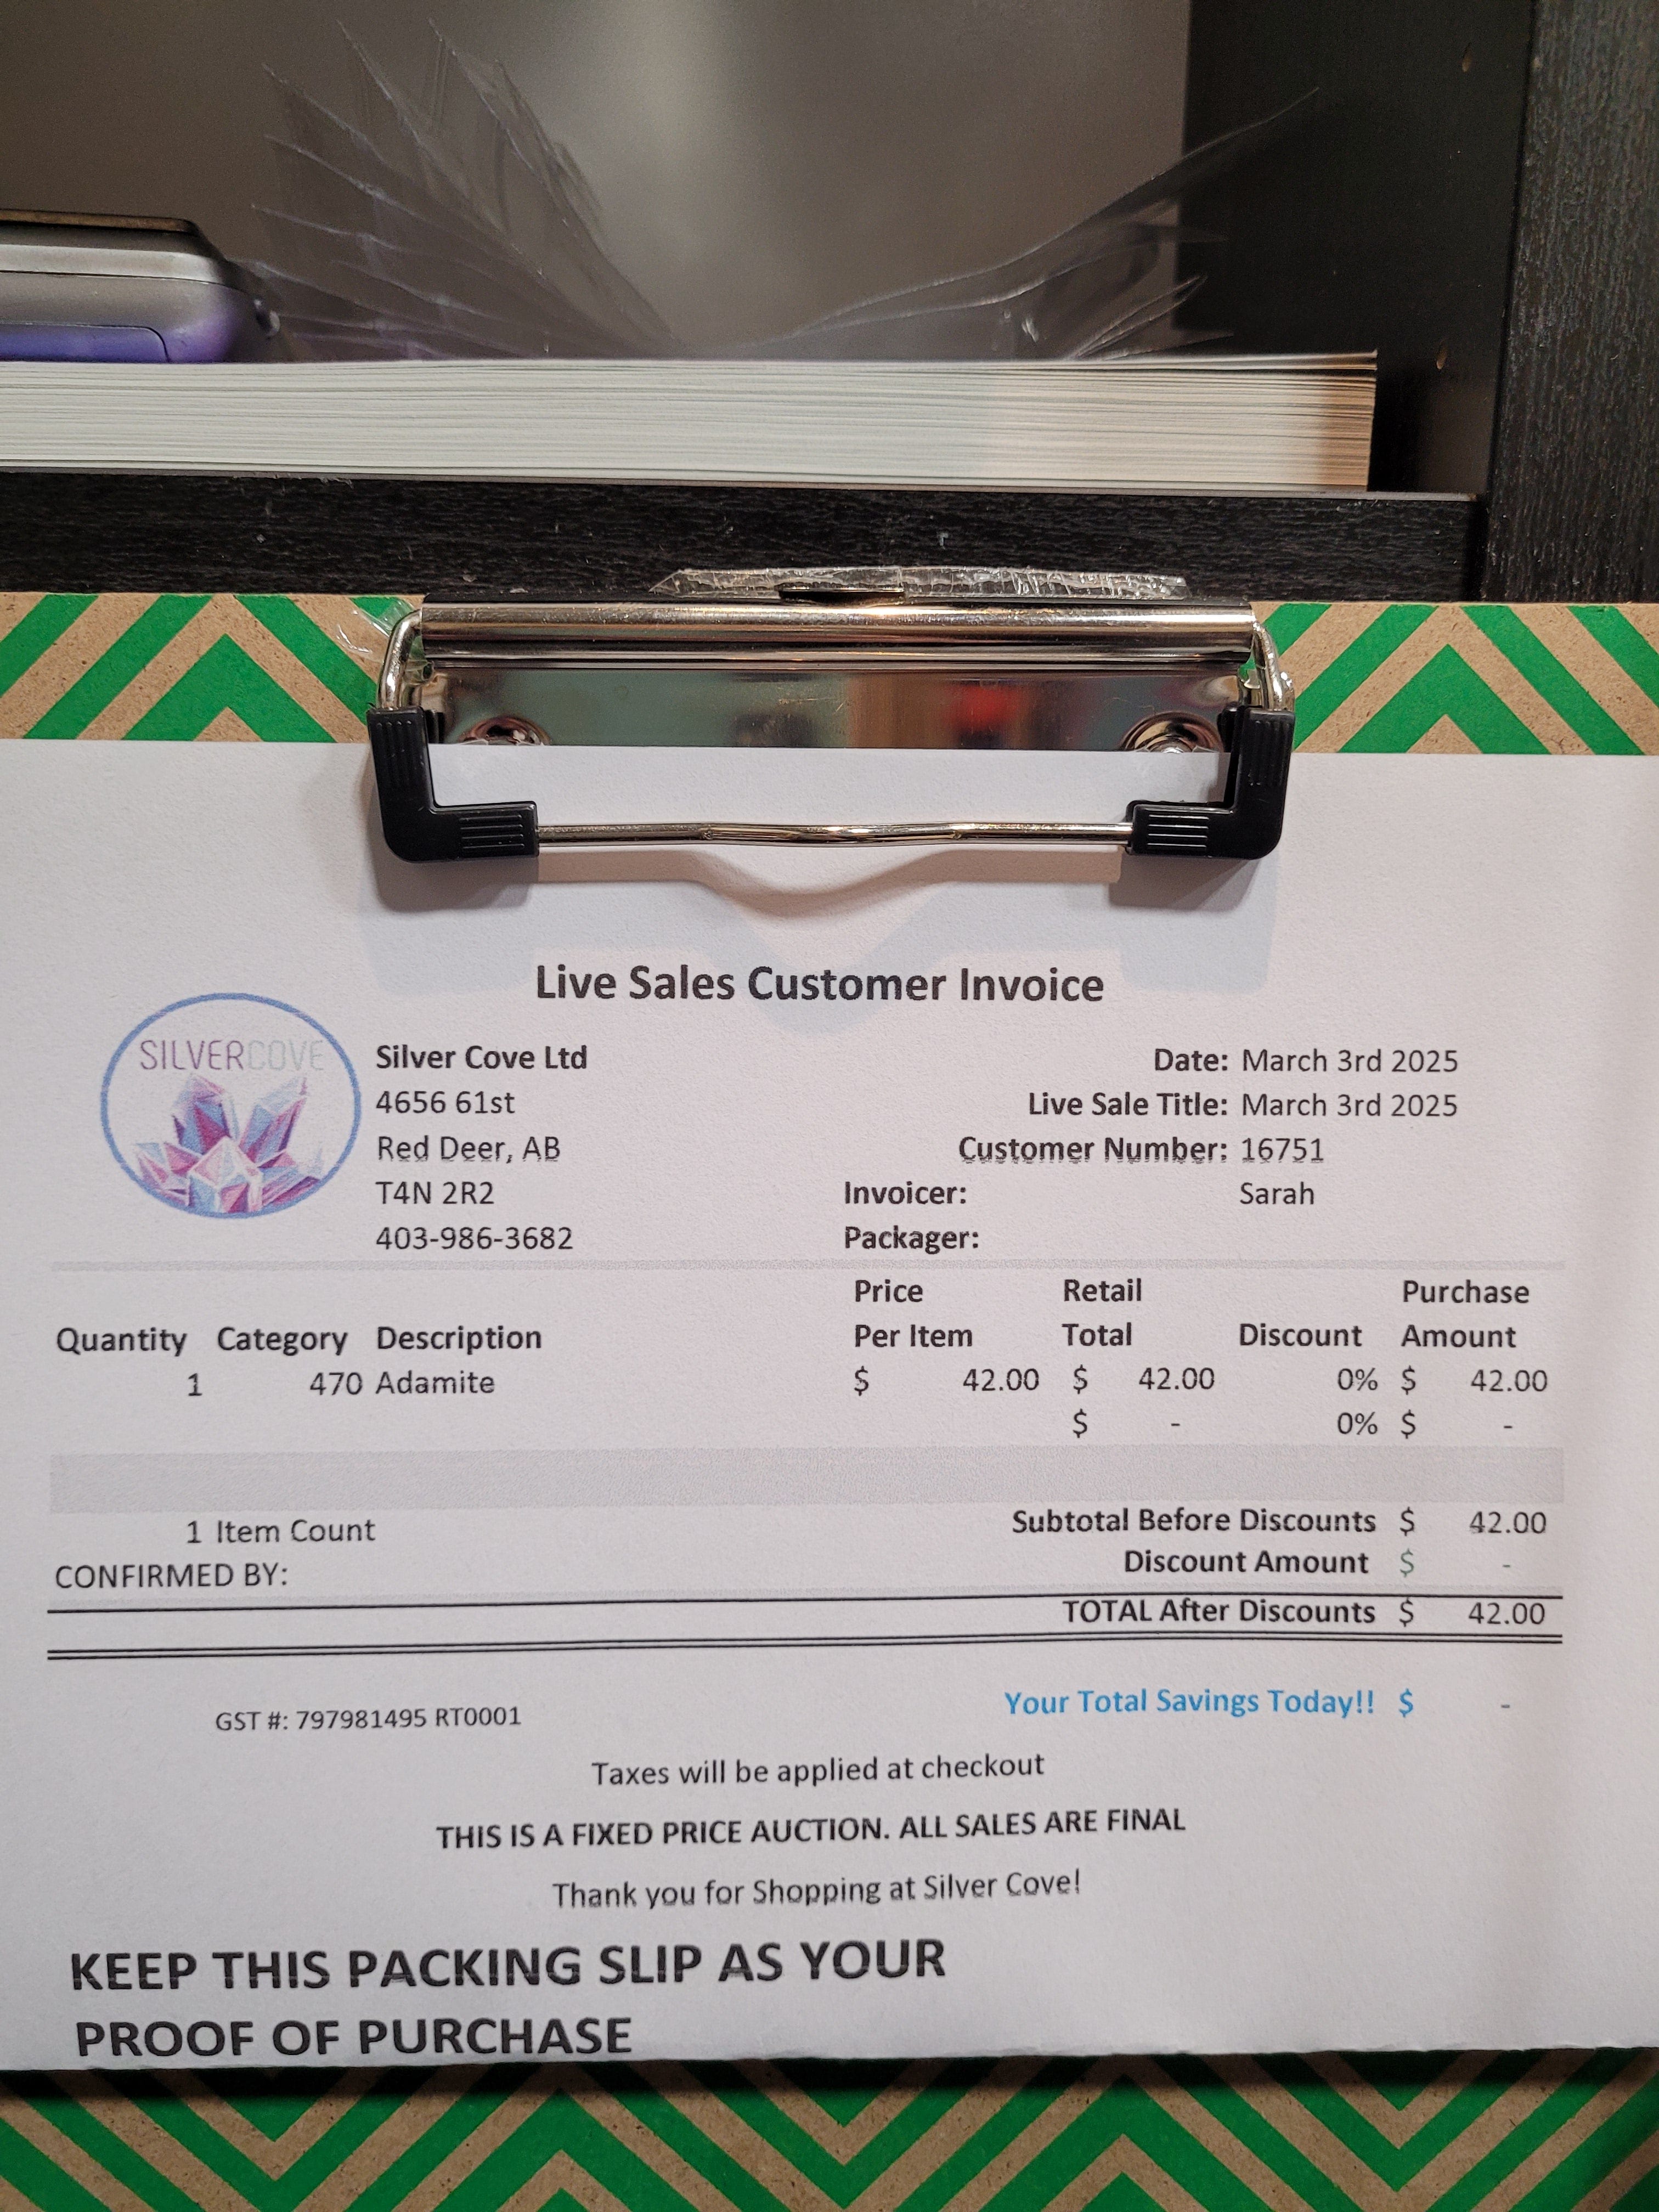 Live Sales Customer Invoice
SILVERCOVE
Silver Cove Ltd
4656 61st
Red Deer, AB
T4N 2R2
403-986-3682
Date: March 3rd 2025
Live Sale Title: March 3rd 2025
Customer Number: 16751
Invoicer: Sarah
Packager:
Quantity Category Description Price Per Item Retail Total Discount Purchase Amount
1 470 Adamite $ 42.00 $ 42.00 0% $ 42.00
$ - 0% $ -
1 Item Count
CONFIRMED BY:
Subtotal Before Discounts $ 42.00
Discount Amount $ -
TOTAL After Discounts $ 42.00
GST #: 797981495 RT0001
Your Total Savings Today!! $ -
Taxes will be applied at checkout
THIS IS A FIXED PRICE AUCTION. ALL SALES ARE FINAL
Thank you for Shopping at Silver Cove!
KEEP THIS PACKING SLIP AS YOUR
PROOF OF PURCHASE